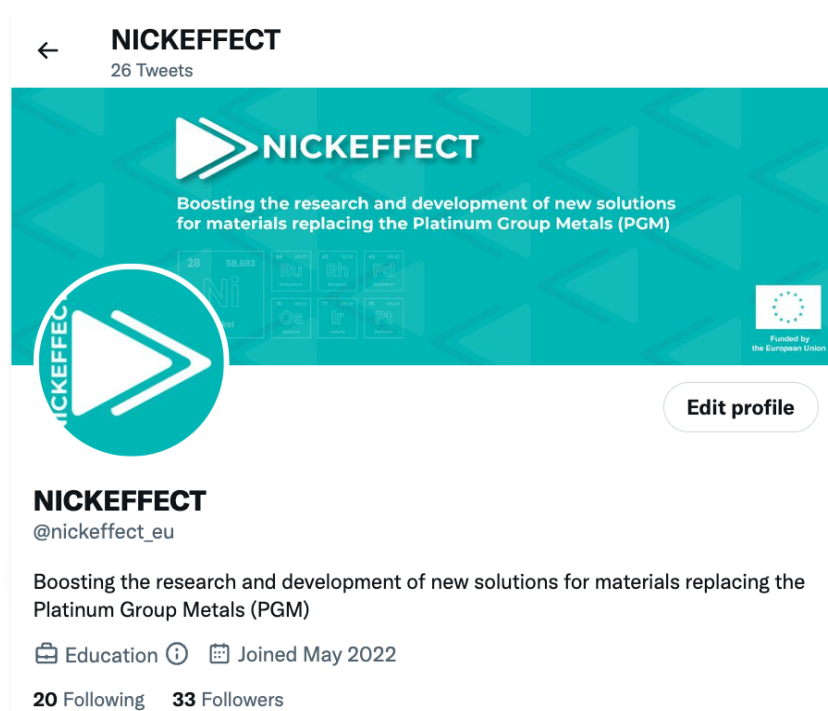 NICKEFFECT
26 Tweets
NICKEFFECT
Boosting the research and development of new solutions
for materials replacing the Platinum Group Metals (PGM)
28 58,693
Ni
Ru Rh Pd
Os Ir Pt
Funded by
the European Union
NICKEFFECT
Edit profile
NICKEFFECT
@nickeffect_eu
Boosting the research and development of new solutions for materials replacing the
Platinum Group Metals (PGM)
Education Joined May 2022
20 Following 33 Followers